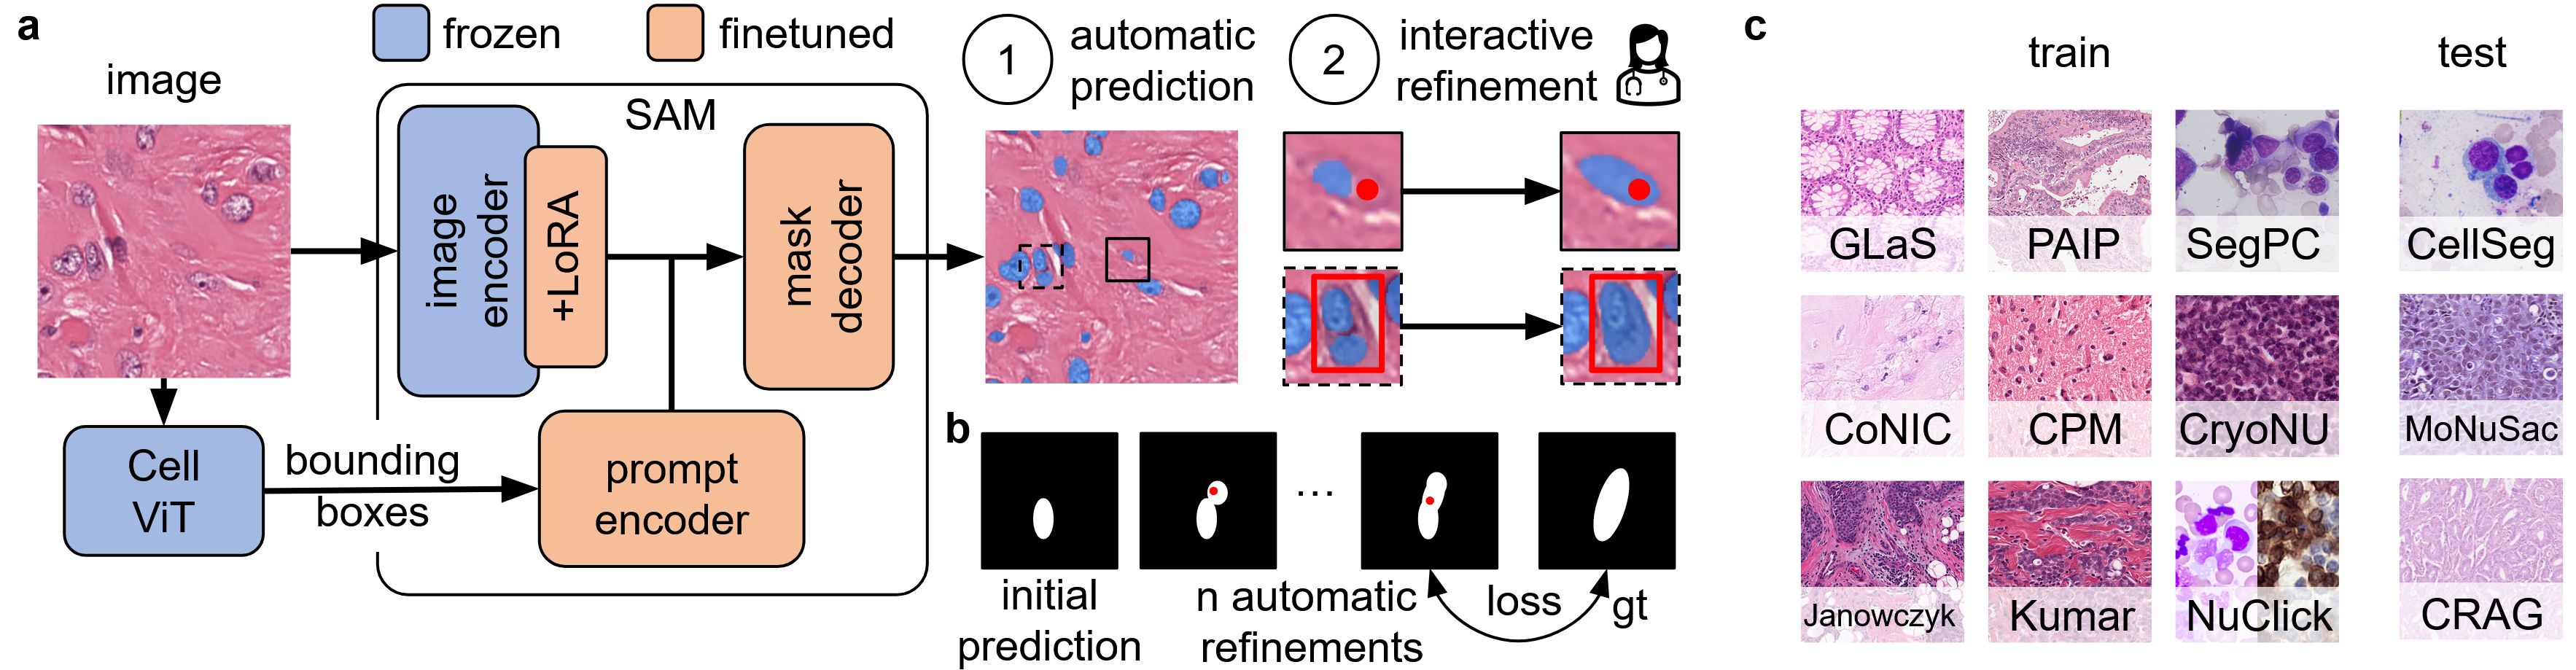 a
frozen
finetuned
image
SAM
image
encoder
+LoRA
mask
decoder
Cell
ViT
bounding
boxes
prompt
encoder
1
automatic
prediction
2
interactive
refinement
b
initial
prediction
...
n automatic
refinements
loss
gt
c
train
test
GLaS
PAIP
SegPC
CellSeg
CoNIC
CPM
CryoNU
MoNuSac
Janowczyk
Kumar
NuClick
CRAG